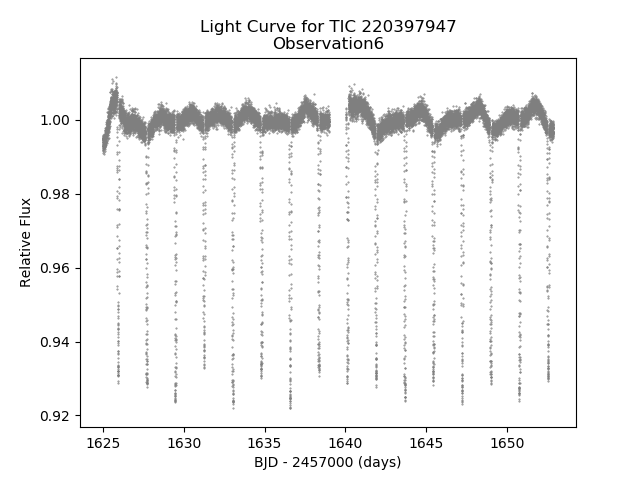 Light Curve for TIC 220397947
Observation6
1.00
0.98
0.96
0.94
0.92
Relative Flux
1625 1630 1635 1640 1645 1650
BJD - 2457000 (days)